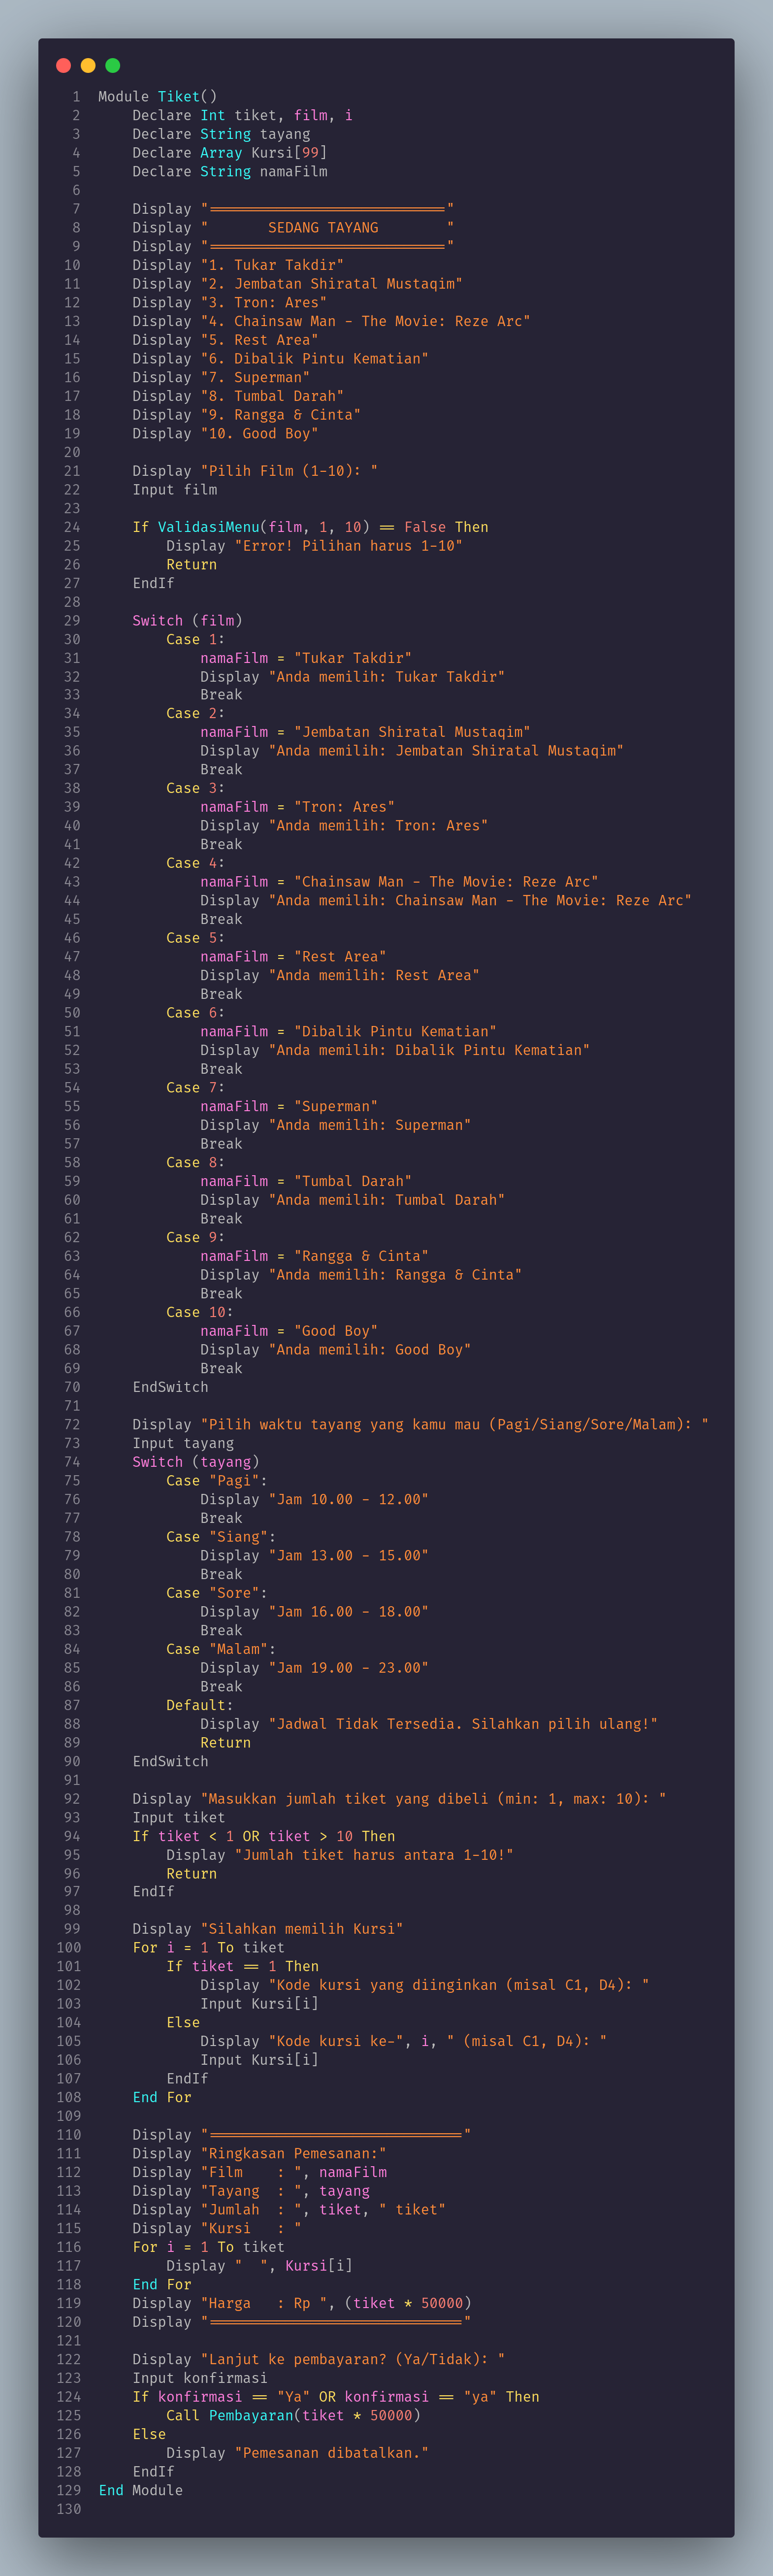 1 Module Tiket()
2     Declare Int tiket, film, i
3     Declare String tayang
4     Declare Array Kursi[99]
5     Declare String namaFilm
6
7     Display "============================"
8     Display "       SEDANG TAYANG        "
9     Display "============================"
10     Display "1. Tukar Takdir"
11     Display "2. Jembatan Shiratal Mustaqim"
12     Display "3. Tron: Ares"
13     Display "4. Chainsaw Man - The Movie: Reze Arc"
14     Display "5. Rest Area"
15     Display "6. Dibalik Pintu Kematian"
16     Display "7. Superman"
17     Display "8. Tumbal Darah"
18     Display "9. Rangga & Cinta"
19     Display "10. Good Boy"
20
21     Display "Pilih Film (1-10): "
22     Input film
23
24     If ValidasiMenu(film, 1, 10) == False Then
25         Display "Error! Pilihan harus 1-10"
26         Return
27     EndIf
28
29     Switch (film)
30         Case 1:
31             namaFilm = "Tukar Takdir"
32             Display "Anda memilih: Tukar Takdir"
33             Break
34         Case 2:
35             namaFilm = "Jembatan Shiratal Mustaqim"
36             Display "Anda memilih: Jembatan Shiratal Mustaqim"
37             Break
38         Case 3:
39             namaFilm = "Tron: Ares"
40             Display "Anda memilih: Tron: Ares"
41             Break
42         Case 4:
43             namaFilm = "Chainsaw Man - The Movie: Reze Arc"
44             Display "Anda memilih: Chainsaw Man - The Movie: Reze Arc"
45             Break
46         Case 5:
47             namaFilm = "Rest Area"
48             Display "Anda memilih: Rest Area"
49             Break
50         Case 6:
51             namaFilm = "Dibalik Pintu Kematian"
52             Display "Anda memilih: Dibalik Pintu Kematian"
53             Break
54         Case 7:
55             namaFilm = "Superman"
56             Display "Anda memilih: Superman"
57             Break
58         Case 8:
59             namaFilm = "Tumbal Darah"
60             Display "Anda memilih: Tumbal Darah"
61             Break
62         Case 9:
63             namaFilm = "Rangga & Cinta"
64             Display "Anda memilih: Rangga & Cinta"
65             Break
66         Case 10:
67             namaFilm = "Good Boy"
68             Display "Anda memilih: Good Boy"
69             Break
70     EndSwitch
71
72     Display "Pilih waktu tayang yang kamu mau (Pagi/Siang/Sore/Malam): "
73     Input tayang
74     Switch (tayang)
75         Case "Pagi":
76             Display "Jam 10.00 - 12.00"
77             Break
78         Case "Siang":
79             Display "Jam 13.00 - 15.00"
80             Break
81         Case "Sore":
82             Display "Jam 16.00 - 18.00"
83             Break
84         Case "Malam":
85             Display "Jam 19.00 - 23.00"
86             Break
87         Default:
88             Display "Jadwal Tidak Tersedia. Silahkan pilih ulang!"
89             Return
90     EndSwitch
91
92     Display "Masukkan jumlah tiket yang dibeli (min: 1, max: 10): "
93     Input tiket
94     If tiket < 1 OR tiket > 10 Then
95         Display "Jumlah tiket harus antara 1-10!"
96         Return
97     EndIf
98
99     Display "Silahkan memilih Kursi"
100     For i = 1 To tiket
101         If tiket == 1 Then
102             Display "Kode kursi yang diinginkan (misal C1, D4): "
103             Input Kursi[i]
104         Else
105             Display "Kode kursi ke-", i, " (misal C1, D4): "
106             Input Kursi[i]
107         EndIf
108     End For
109
110     Display "=============================="
111     Display "Ringkasan Pemesanan:"
112     Display "Film    : ", namaFilm
113     Display "Tayang  : ", tayang
114     Display "Jumlah  : ", tiket, " tiket"
115     Display "Kursi   : "
116     For i = 1 To tiket
117         Display "  ", Kursi[i]
118     End For
119     Display "Harga   : Rp ", (tiket * 50000)
120     Display "=============================="
121
122     Display "Lanjut ke pembayaran? (Ya/Tidak): "
123     Input konfirmasi
124     If konfirmasi == "Ya" OR konfirmasi == "ya" Then
125         Call Pembayaran(tiket * 50000)
126     Else
127         Display "Pemesanan dibatalkan."
128     EndIf
129 End Module
130